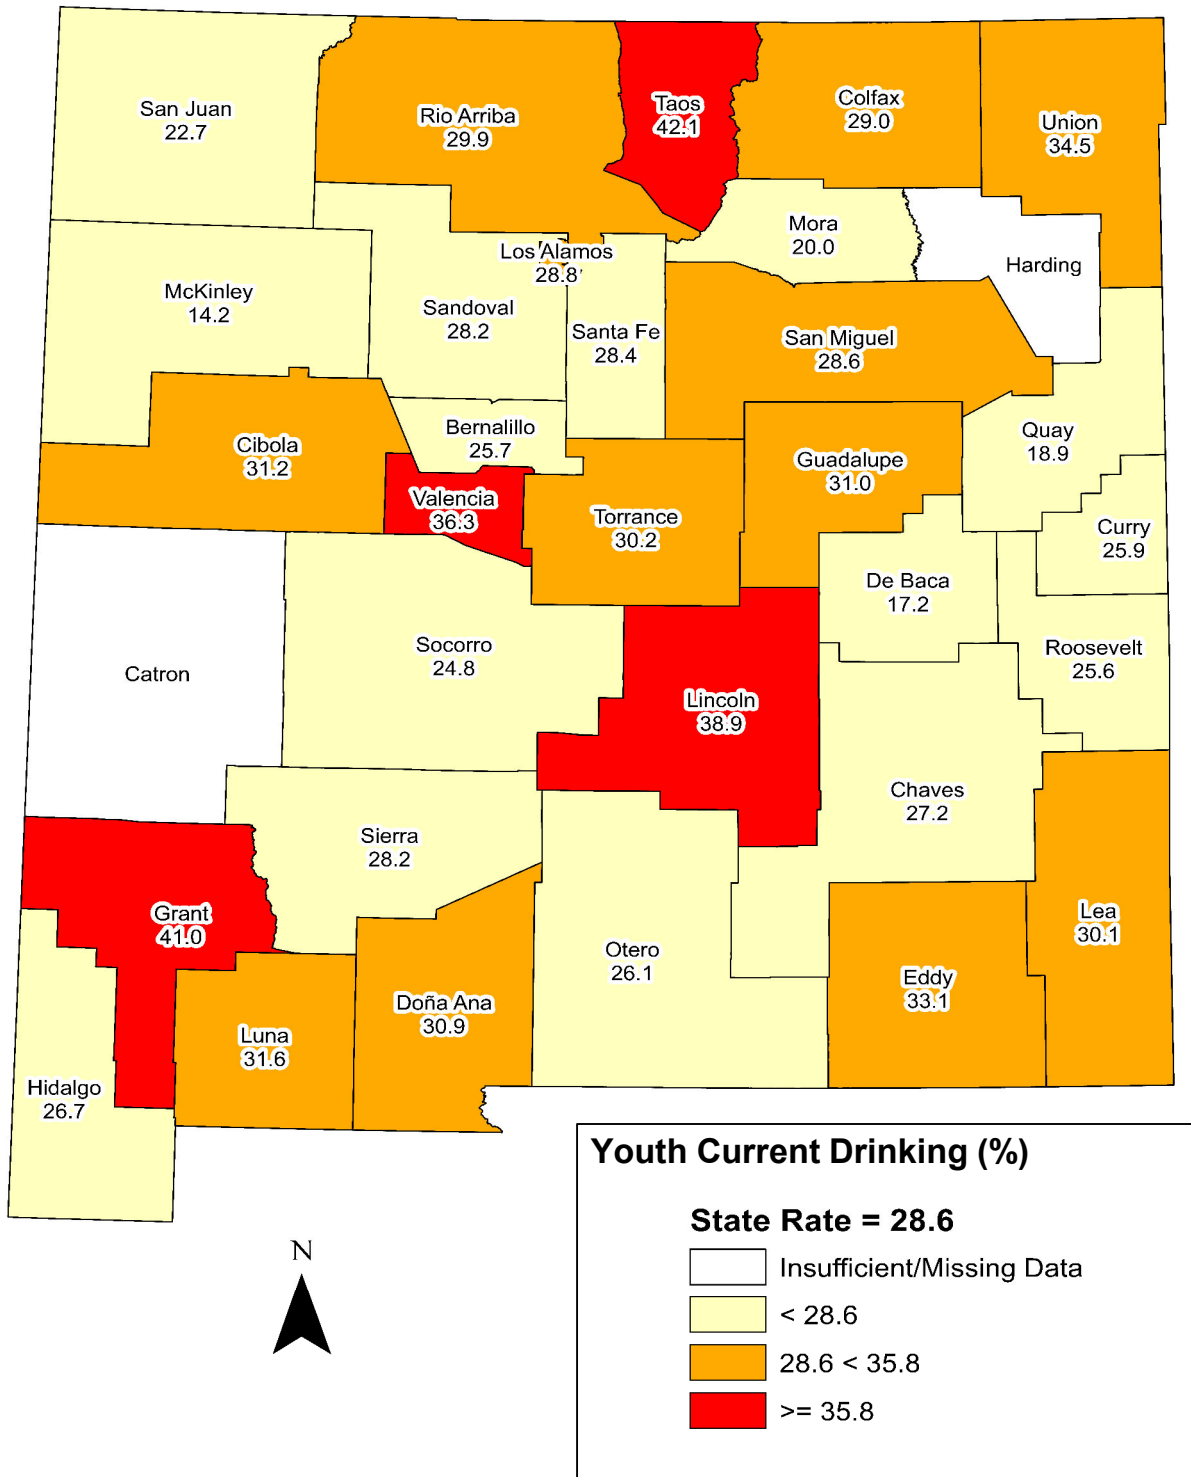 San Juan
22.7
Rio Arriba
29.9
Taos
42.1
Colfax
29.0
Union
34.5
Mora
20.0
Harding
Los Alamos
28.8
McKinley
14.2
Sandoval
28.2
Santa Fe
28.4
San Miguel
28.6
Cibola
31.2
Bernalillo
25.7
Quay
18.9
Guadalupe
31.0
Valencia
36.3
Torrance
30.2
Curry
25.9
De Baca
17.2
Socorro
24.8
Roosevelt
25.6
Catron
Lincoln
38.9
Chaves
27.2
Sierra
28.2
Grant
41.0
Lea
30.1
Otero
26.1
Eddy
33.1
Doña Ana
30.9
Luna
31.6
Hidalgo
26.7
Youth Current Drinking (%)
State Rate = 28.6
Insufficient/Missing Data
< 28.6
28.6 < 35.8
>= 35.8
N